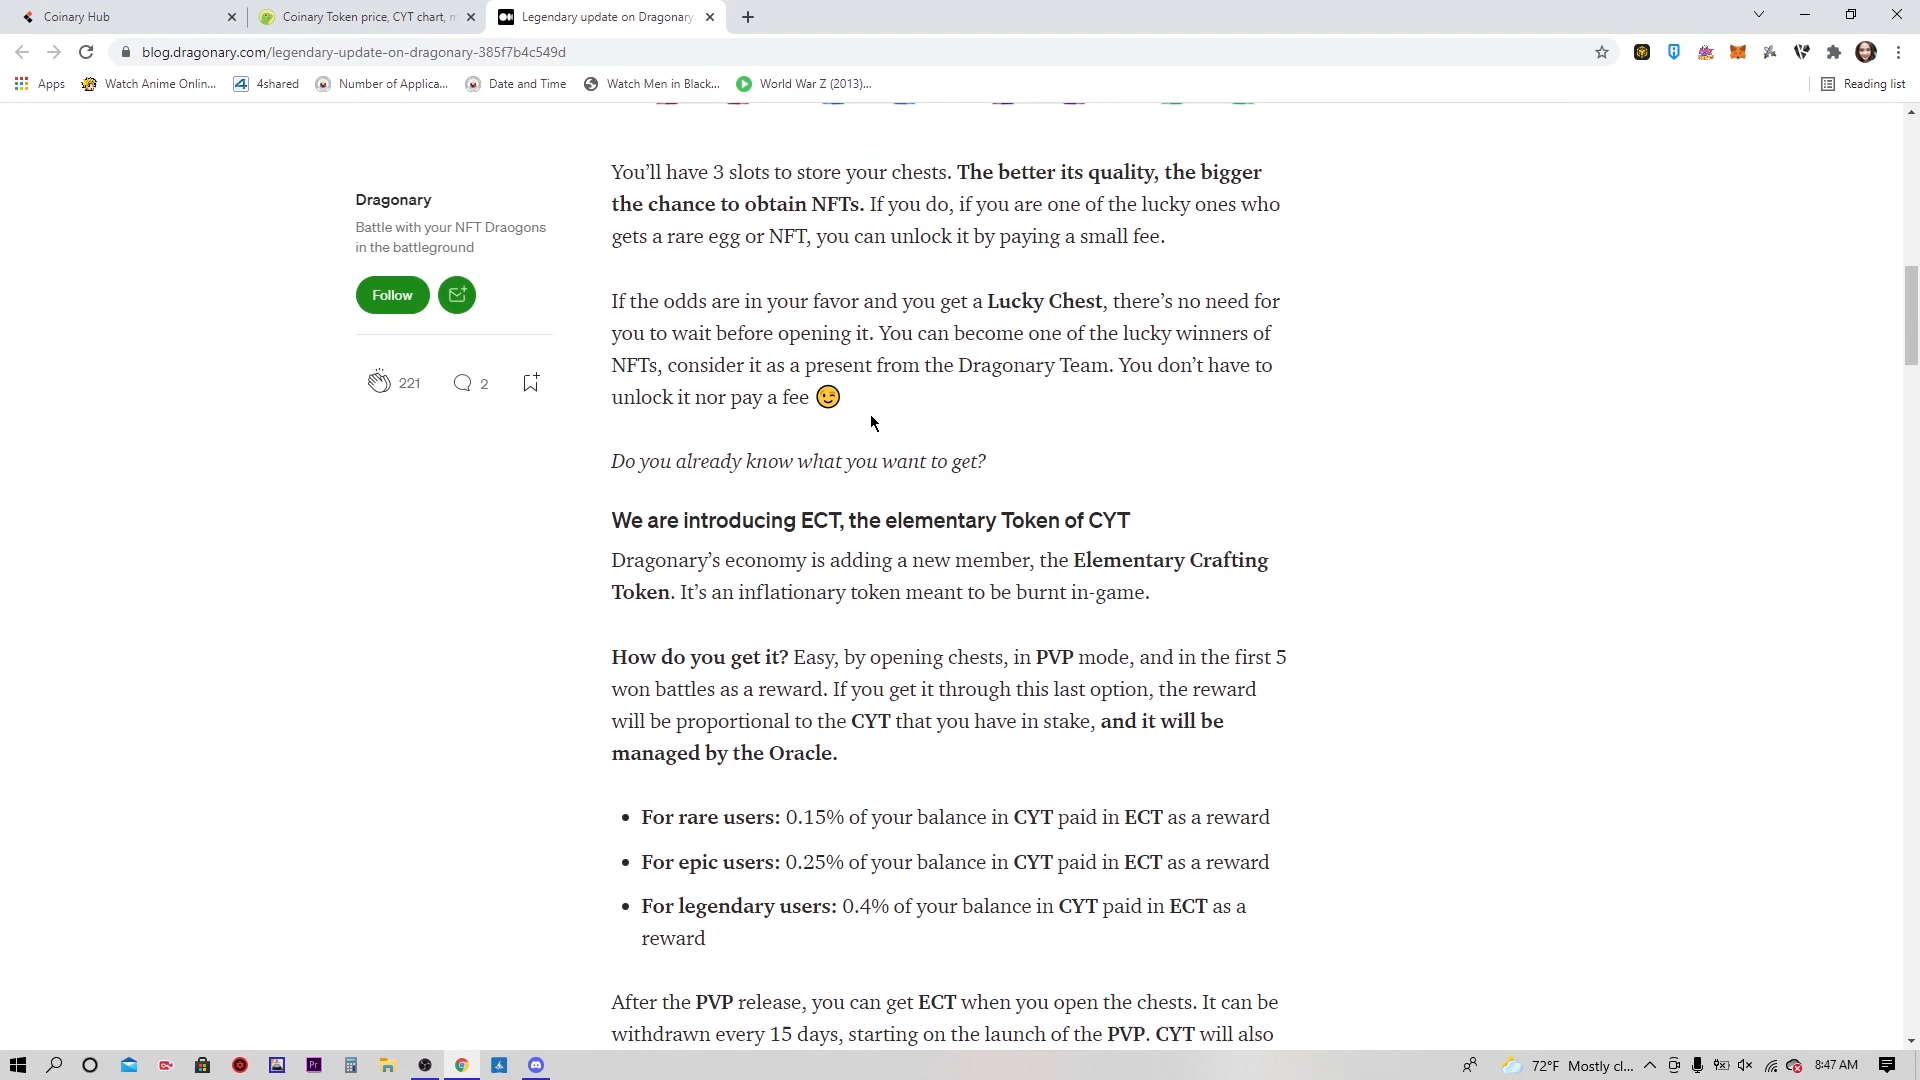 Coinary Hub
Coinary Token price, CYT chart, m
Legendary update on Dragonary
blog.dragonary.com/legendary-update-on-dragonary-385f7b4c549d
Apps
Watch Anime Onlin...
4shared
Number of Applica...
Date and Time
Watch Men in Black...
World War Z (2013)...
Reading list
Dragonary
Battle with your NFT Draogons
in the battleground
Follow
221
2
You’ll have 3 slots to store your chests. The better its quality, the bigger
the chance to obtain NFTs. If you do, if you are one of the lucky ones who
gets a rare egg or NFT, you can unlock it by paying a small fee.
If the odds are in your favor and you get a Lucky Chest, there’s no need for
you to wait before opening it. You can become one of the lucky winners of
NFTs, consider it as a present from the Dragonary Team. You don’t have to
unlock it nor pay a fee 😉
Do you already know what you want to get?
We are introducing ECT, the elementary Token of CYT
Dragonary’s economy is adding a new member, the Elementary Crafting
Token. It’s an inflationary token meant to be burnt in-game.
How do you get it? Easy, by opening chests, in PVP mode, and in the first 5
won battles as a reward. If you get it through this last option, the reward
will be proportional to the CYT that you have in stake, and it will be
managed by the Oracle.
• For rare users: 0.15% of your balance in CYT paid in ECT as a reward
• For epic users: 0.25% of your balance in CYT paid in ECT as a reward
• For legendary users: 0.4% of your balance in CYT paid in ECT as a
reward
After the PVP release, you can get ECT when you open the chests. It can be
withdrawn every 15 days, starting on the launch of the PVP. CYT will also
Pr
72°F Mostly cl...
8:47 AM